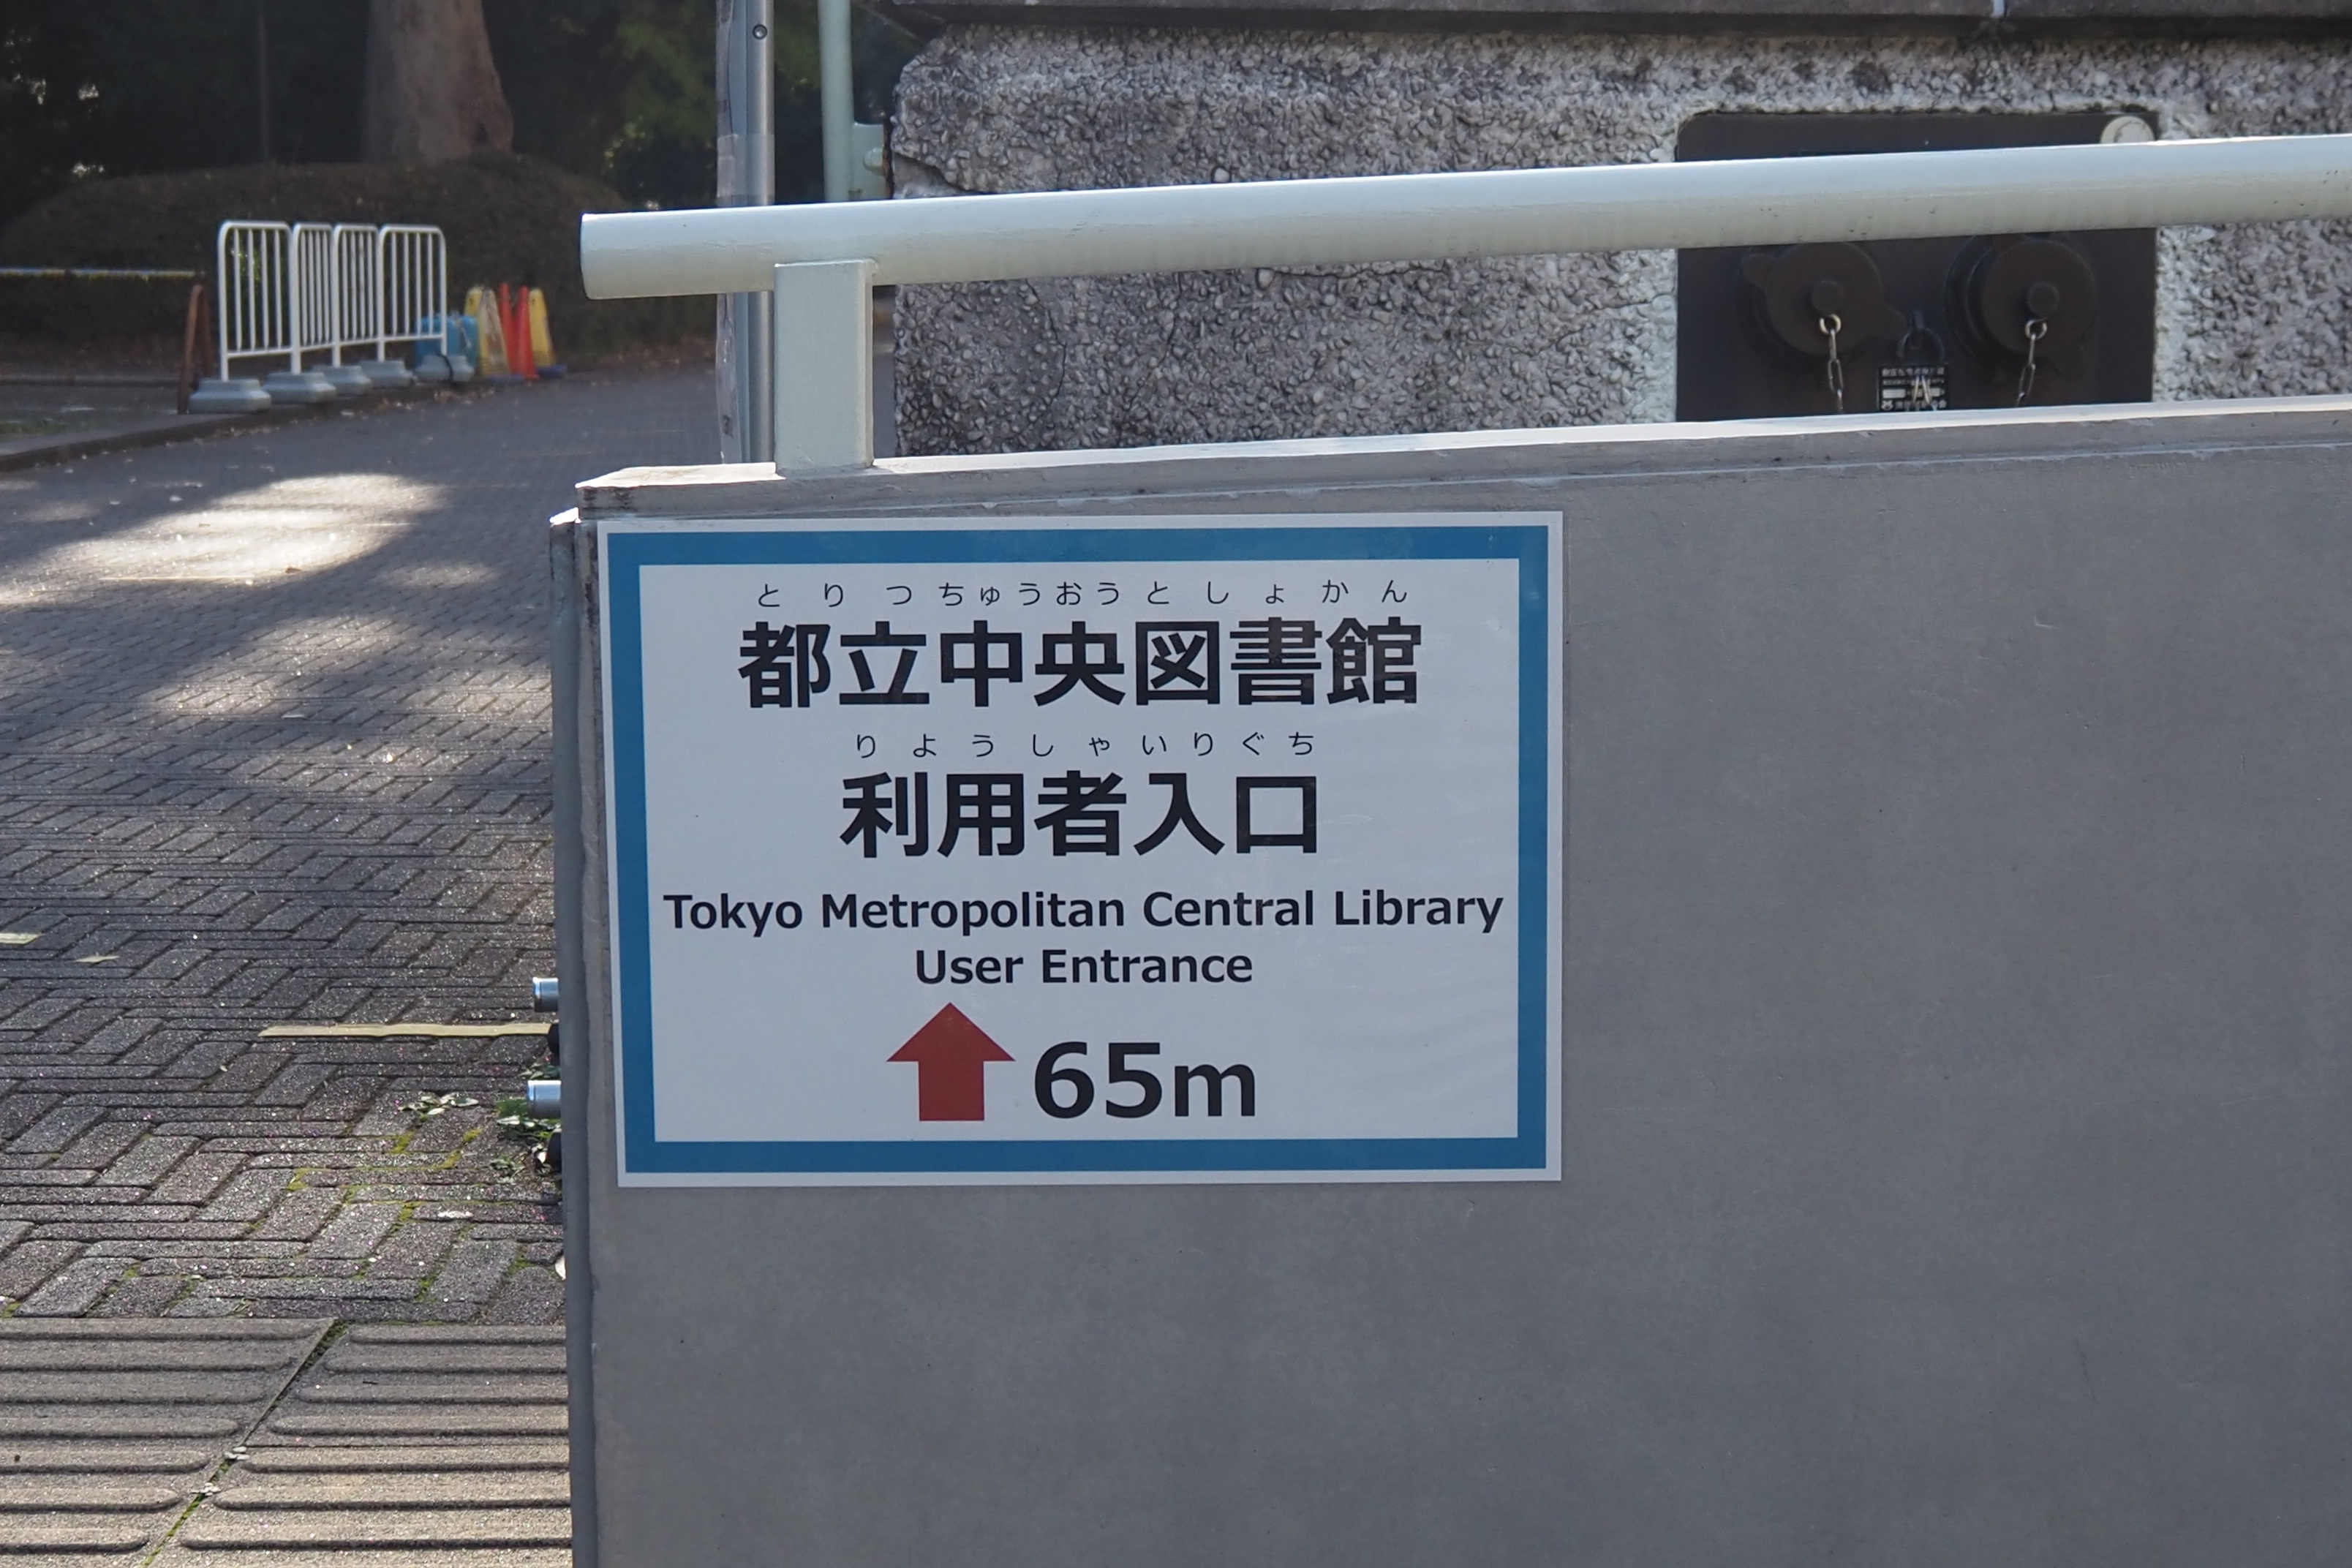 とりつちゅうおうとしょかん
都立中央図書館
りようしゃいりぐち
利用者入口
Tokyo Metropolitan Central Library
User Entrance
65m